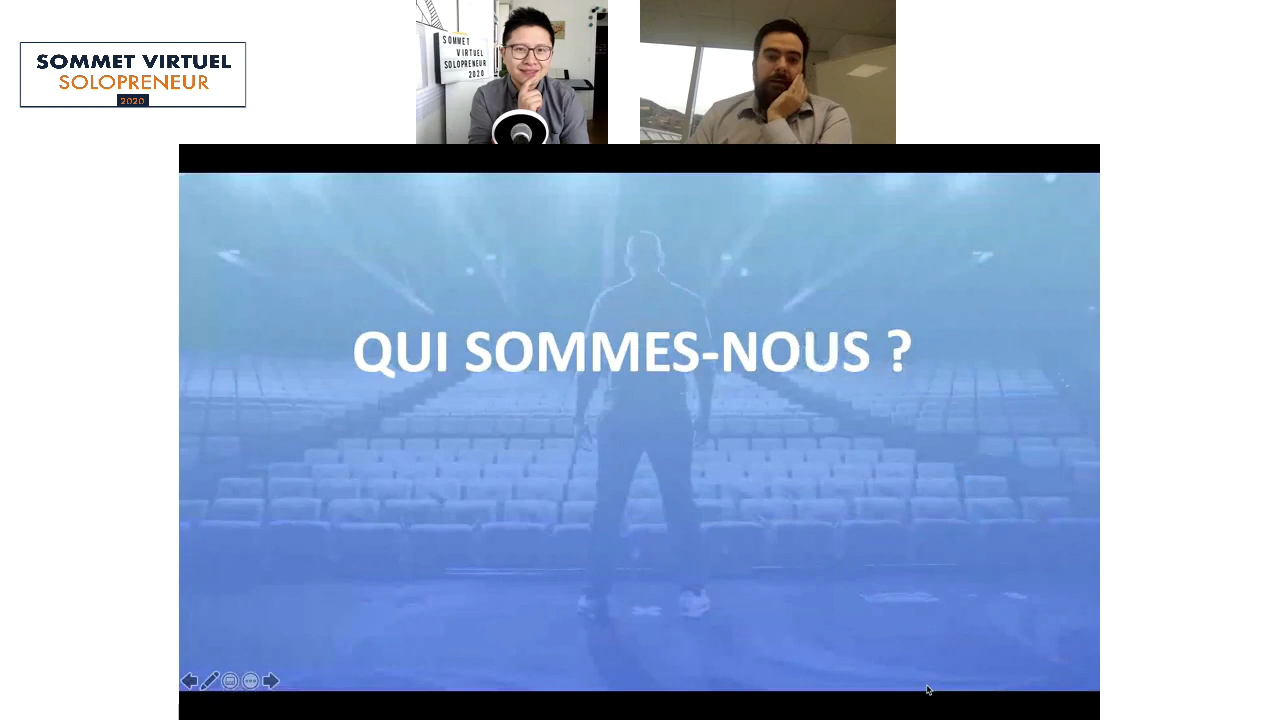 SOMMET VIRTUEL
SOLOPRENEUR
2020
SOMMET
VIRTUEL
SOLOPRENEUR
2020
QUI SOMMES-NOUS ?